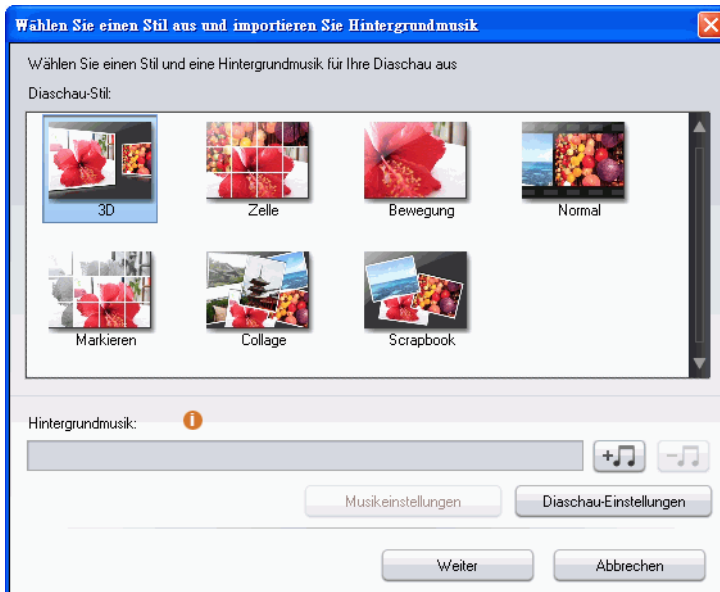 Wählen Sie einen Stil aus und importieren Sie Hintergrundmusik
Wählen Sie einen Stil und eine Hintergrundmusik für Ihre Diaschau aus
Diaschau-Stil:
3D
Zelle
Bewegung
Normal
Markieren
Collage
Scrapbook
Hintergrundmusik:
Musikeinstellungen
Diaschau-Einstellungen
Weiter
Abbrechen